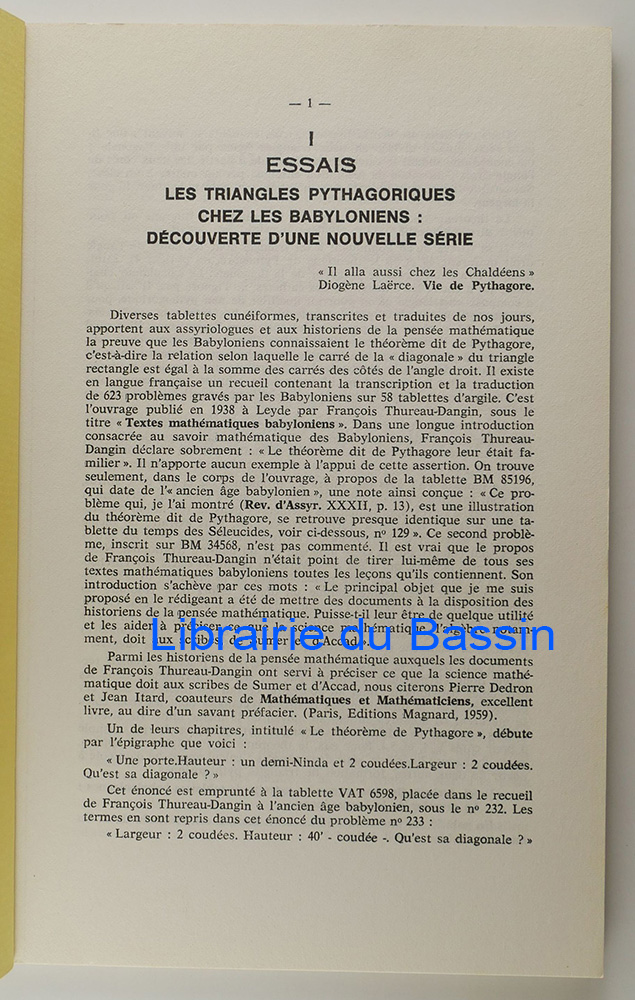 — 1 —
I
ESSAIS
LES TRIANGLES PYTHAGORIQUES
CHEZ LES BABYLONIENS :
DÉCOUVERTE D'UNE NOUVELLE SÉRIE
« Il alla aussi chez les Chaldéens »
Diogène Laërce. Vie de Pythagore.
Diverses tablettes cunéiformes, transcrites et traduites de nos jours,
apportent aux assyriologues et aux historiens de la pensée mathématique
la preuve que les Babyloniens connaissaient le théorème dit de Pythagore,
c'est-à-dire la relation selon laquelle le carré de la « diagonale » du triangle
rectangle est égal à la somme des carrés des côtés de l'angle droit. Il existe
en langue française un recueil contenant la transcription et la traduction
de 623 problèmes gravés par les Babyloniens sur 58 tablettes d'argile. C'est
l'ouvrage publié en 1938 à Leyde par François Thureau-Dangin, sous le
titre « Textes mathématiques babyloniens ». Dans une longue introduction
consacrée au savoir mathématique des Babyloniens, François Thureau-
Dangin déclare sobrement : « Le théorème dit de Pythagore leur était fa-
milier ». Il n'apporte aucun exemple à l'appui de cette assertion. On trouve
seulement, dans le corps de l'ouvrage, à propos de la tablette BM 85196,
qui date de l'« ancien âge babylonien », une note ainsi conçue : « Ce pro-
blème qui, je l'ai montré (Rev. d'Assyr. XXXII, p. 13), est une illustration
du théorème dit de Pythagore, se retrouve presque identique sur une ta-
blette du temps des Séleucides, voir ci-dessous, nº 129 ». Ce second problè-
me, inscrit sur BM 34568, n'est pas commenté. Il est vrai que le propos
de François Thureau-Dangin n'était point de tirer lui-même de tous ses
textes mathématiques babyloniens toutes les leçons qu'ils contiennent. Son
introduction s'achève par ces mots : « Le principal objet que je me suis
proposé en le rédigeant a été de mettre des documents à la disposition des
historiens de la pensée mathématique. Puisse-t-il leur être de quelque utilité
et les aider à préciser ce que la science mathématique, l'algèbre notam-
ment, doit aux scribes de Sumer et d'Accad ».
Librairie du Bassin
Parmi les historiens de la pensée mathématique auxquels les documents
de François Thureau-Dangin ont servi à préciser ce que la science mathé-
matique doit aux scribes de Sumer et d'Accad, nous citerons Pierre Dedron
et Jean Itard, coauteurs de Mathématiques et Mathématiciens, excellent
livre, au dire d'un savant préfacier. (Paris, Editions Magnard, 1959).
Un de leurs chapitres, intitulé « Le théorème de Pythagore », débute
par l'épigraphe que voici :
« Une porte.Hauteur : un demi-Ninda et 2 coudées.Largeur : 2 coudées.
Qu'est sa diagonale ? »
Cet énoncé est emprunté à la tablette VAT 6598, placée dans le recueil
de François Thureau-Dangin à l'ancien âge babylonien, sous le nº 232. Les
termes en sont repris dans cet énoncé du problème nº 233 :
« Largeur : 2 coudées. Hauteur : 40' - coudée -. Qu'est sa diagonale ? »